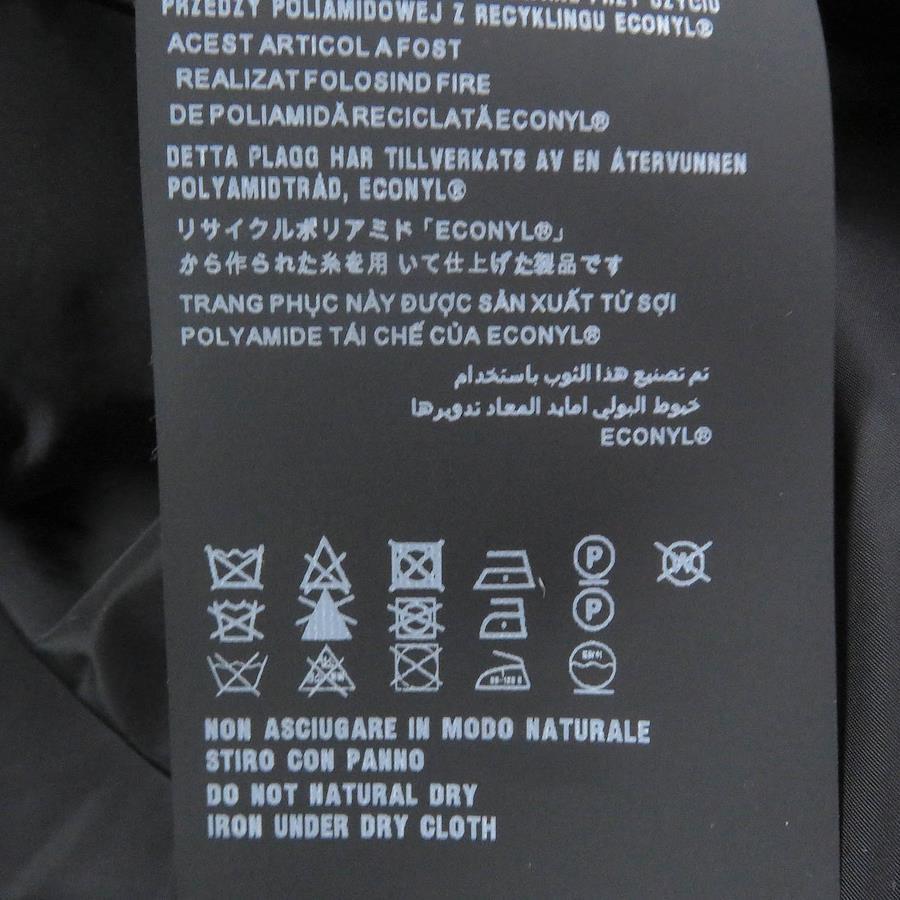 PRZĘDZY POLIAMIDOWEJ Z RECYKLINGU ECONYL®
ACEST ARTICOL A FOST
REALIZAT FOLOSIND FIRE
DE POLIAMIDĂ RECICLATĂ ECONYL®
DETTA PLAGG HAR TILLVERKATS AV EN ÅTERVUNNEN
POLYAMIDTRÅD, ECONYL®
リサイクルポリアミド「ECONYL®」
から作られた糸を用 いて仕上げた製品です
TRANG PHỤC NÀY ĐƯỢC SẢN XUẤT TỪ SỢI
POLYAMIDE TÁI CHẾ CỦA ECONYL®
تم تصنيع هذا الثوب باستخدام
خيوط البولي امايد المعاد تدويرها
ECONYL®
P
W
P
NON ASCIUGARE IN MODO NATURALE
STIRO CON PANNO
DO NOT NATURAL DRY
IRON UNDER DRY CLOTH